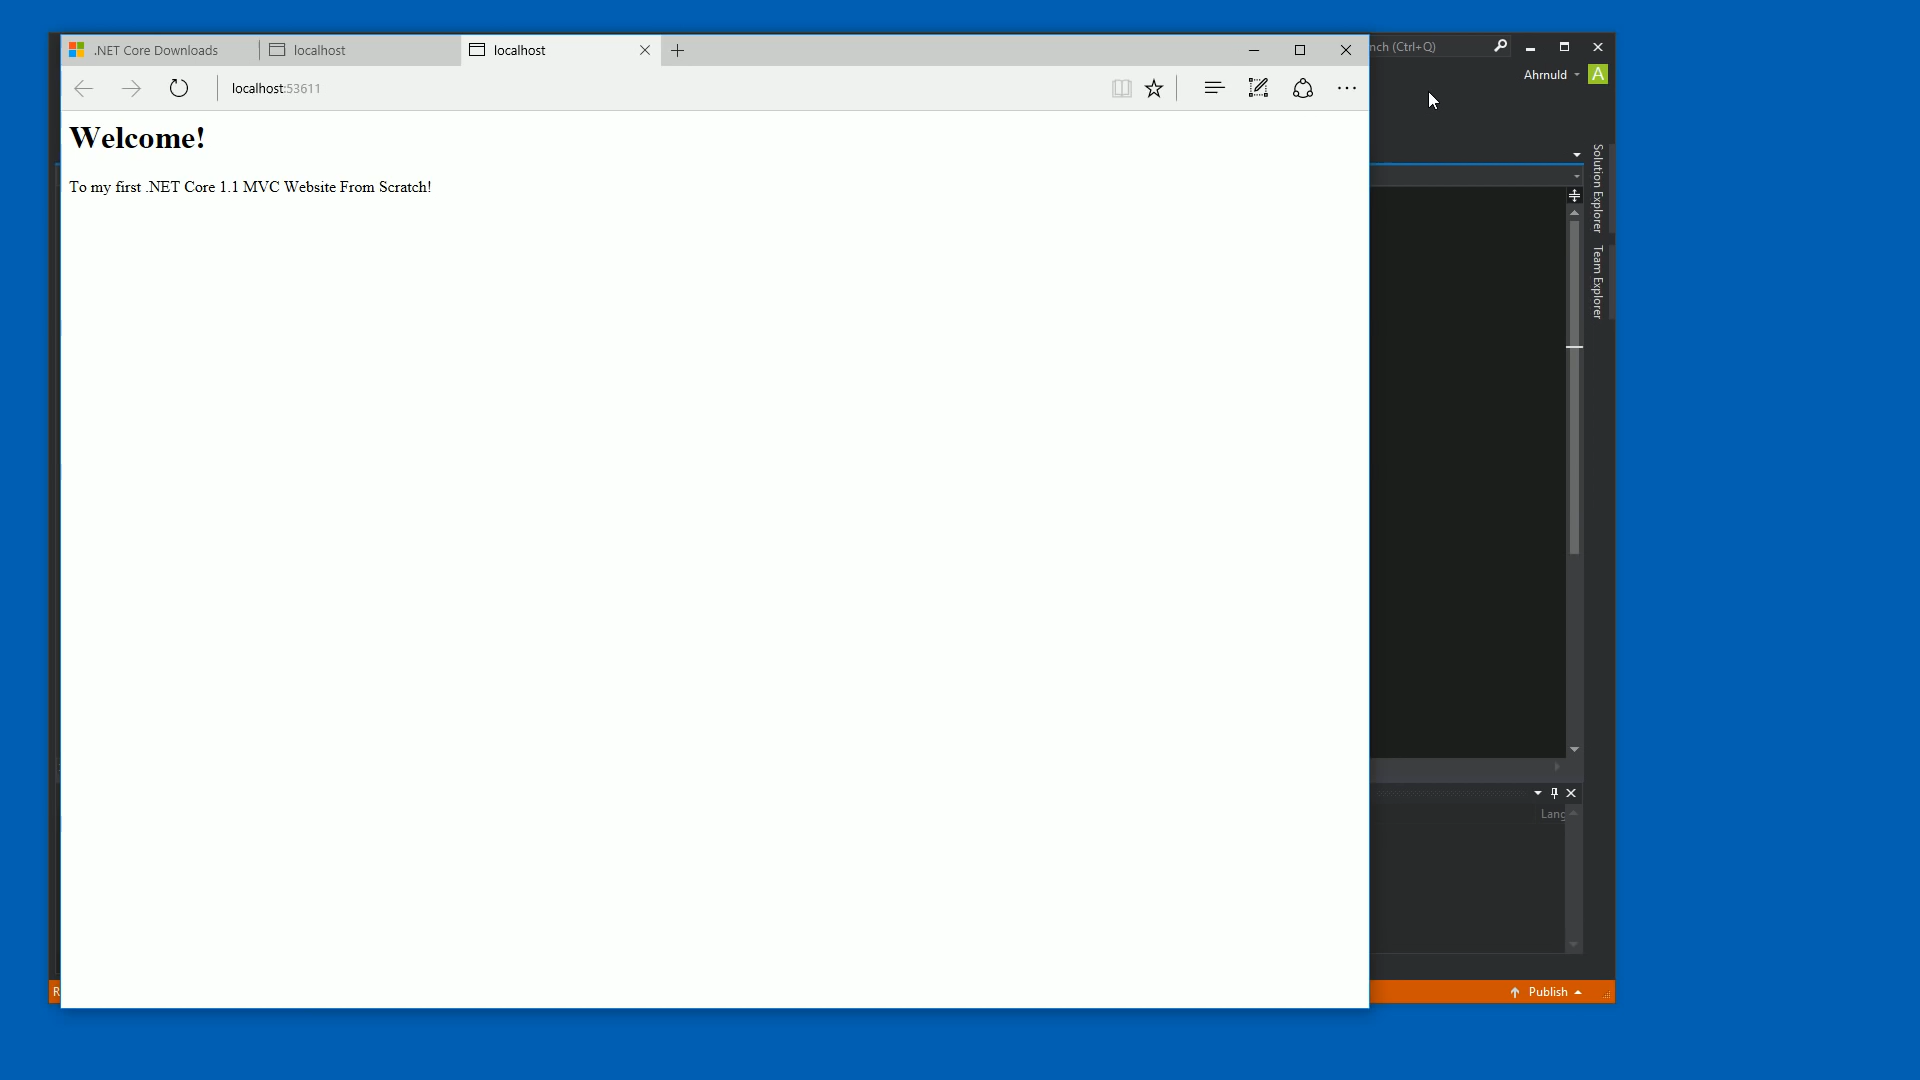 .NET Core Downloads
localhost
localhost
nch (Ctrl+Q)
Ahrnuld
A
localhost:53611
Welcome!
To my first .NET Core 1.1 MVC Website From Scratch!
Solution Explorer
Team Explorer
Lang
R
Publish